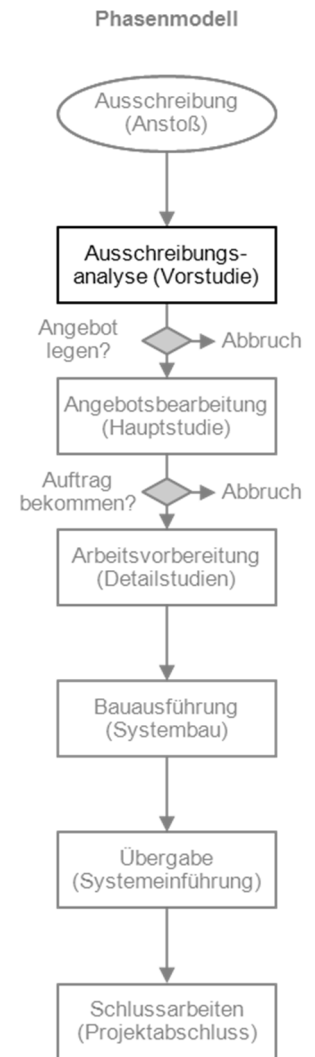 Phasenmodell
Ausschreibung
(Anstoß)
Ausschreibungs-
analyse (Vorstudie)
Angebot
legen?
Abbruch
Angebotsbearbeitung
(Hauptstudie)
Auftrag
bekommen?
Abbruch
Arbeitsvorbereitung
(Detailstudien)
Bauausführung
(Systembau)
Übergabe
(Systemeinführung)
Schlussarbeiten
(Projektabschluss)